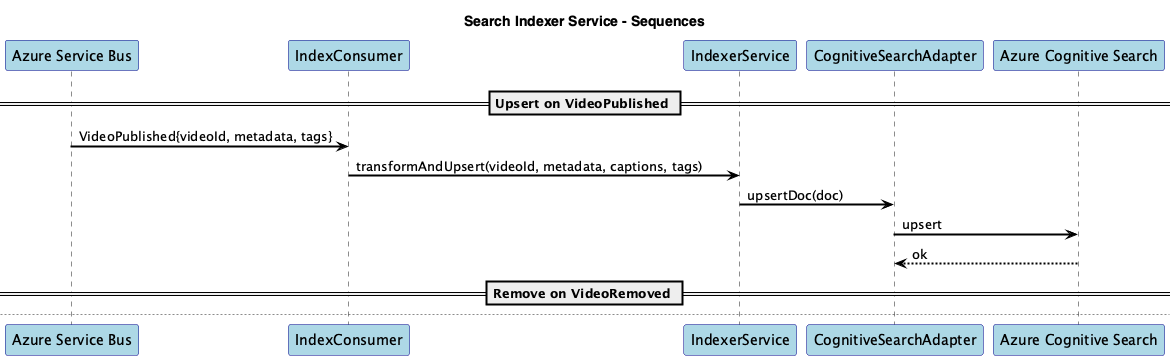 Search Indexer Service - Sequences
Azure Service Bus IndexConsumer IndexerService CognitiveSearchAdapter Azure Cognitive Search
Upsert on VideoPublished
VideoPublished{videoId, metadata, tags}
transformAndUpsert(videoId, metadata, captions, tags)
upsertDoc(doc)
upsert
ok
Remove on VideoRemoved
Azure Service Bus IndexConsumer IndexerService CognitiveSearchAdapter Azure Cognitive Search